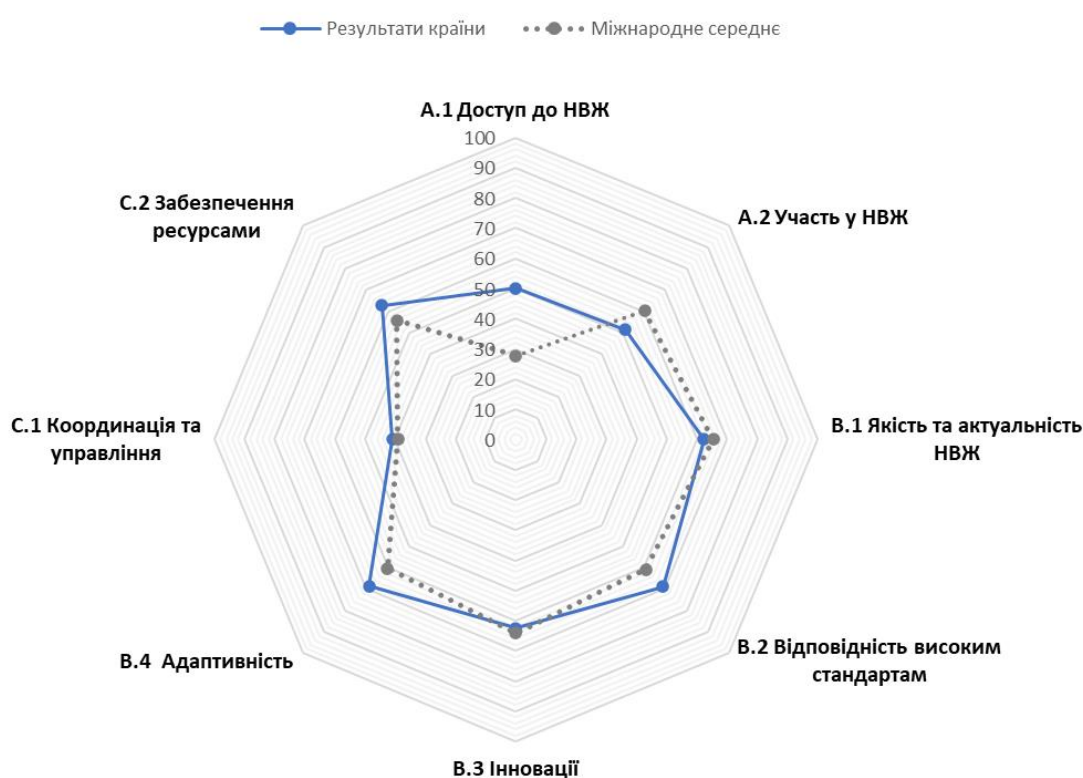 Результати країни
Міжнародне середнє
А.1 Доступ до НВЖ
100
90
80
70
60
50
40
30
20
10
0
А.2 Участь у НВЖ
В.1 Якість та актуальність
НВЖ
В.2 Відповідність високим
стандартам
В.3 Інновації
В.4 Адаптивність
С.1 Координація та
управління
С.2 Забезпечення
ресурсами